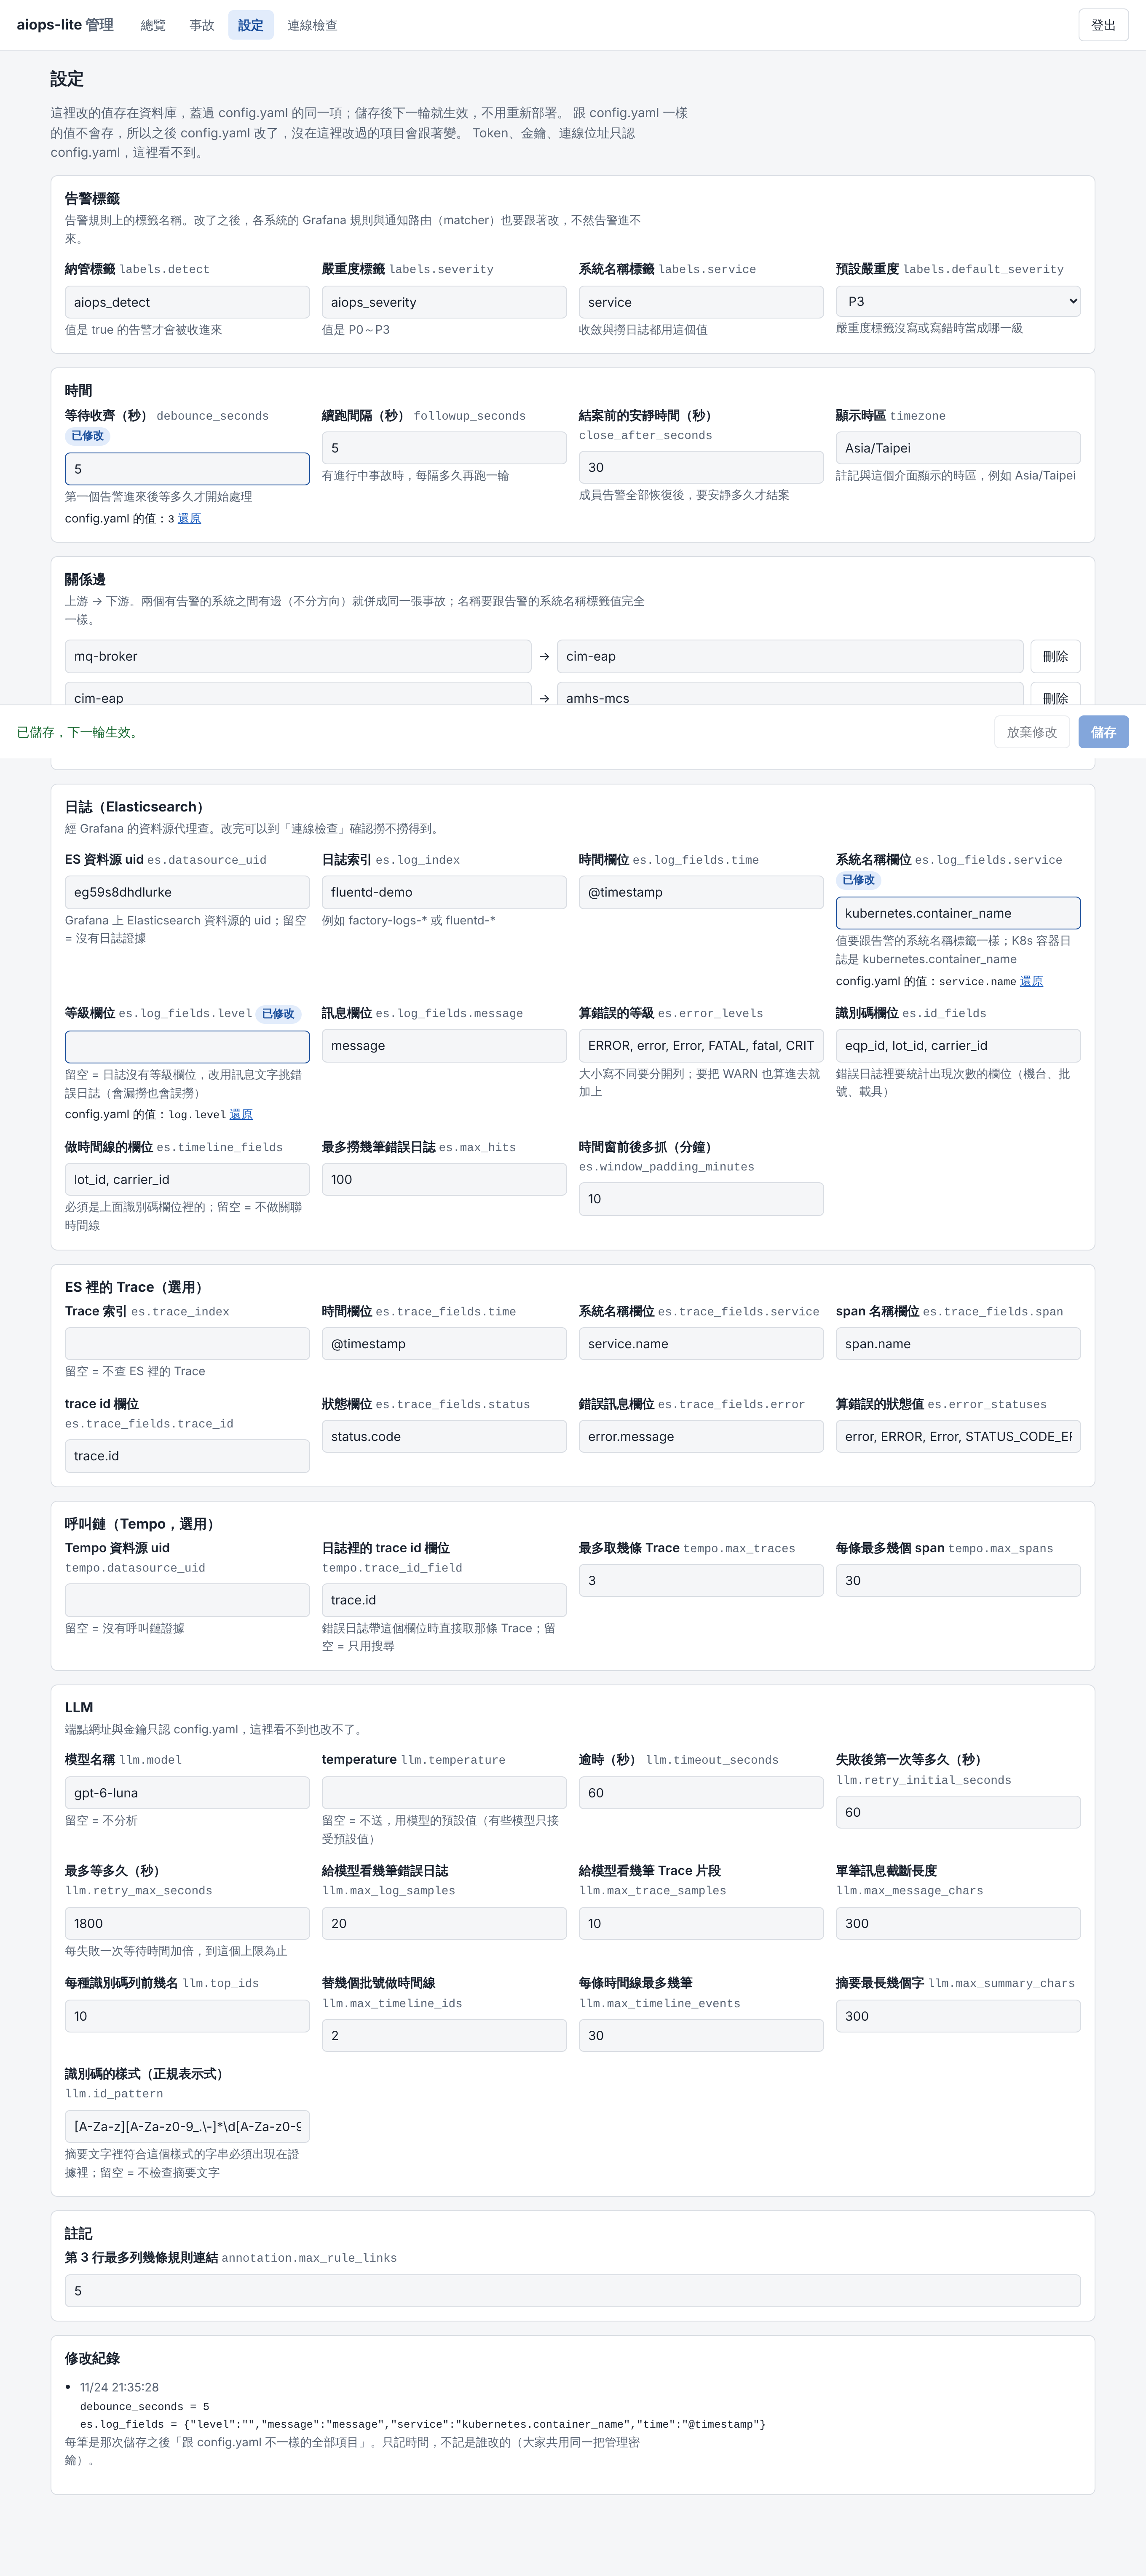 aiops-lite 管理 總覽 事故 設定 連線檢查 登出
設定
這裡改的值存在資料庫，蓋過 config.yaml 的同一項；儲存後下一輪就生效，不用重新部署。 跟 config.yaml 一樣
的值不會存，所以之後 config.yaml 改了，沒在這裡改過的項目會跟著變。 Token、金鑰、連線位址只認
config.yaml，這裡看不到。
告警標籤
告警規則上的標籤名稱。改了之後，各系統的 Grafana 規則與通知路由（matcher）也要跟著改，不然告警進不
來。
納管標籤 labels.detect 嚴重度標籤 labels.severity 系統名稱標籤 labels.service 預設嚴重度 labels.default_severity
aiops_detect aiops_severity service P3
值是 true 的告警才會被收進來 值是 P0～P3 收斂與撈日誌都用這個值 嚴重度標籤沒寫或寫錯時當成哪一級
時間
等待收齊（秒） debounce_seconds 續跑間隔（秒） followup_seconds 結案前的安靜時間（秒） 顯示時區 timezone
已修改 close_after_seconds
5 5 30 Asia/Taipei
第一個告警進來後等多久才開始處理 有進行中事故時，每隔多久再跑一輪 成員告警全部恢復後，要安靜多久才結案 註記與這個介面顯示的時區，例如 Asia/Taipei
config.yaml 的值：3 還原
關係邊
上游 → 下游。兩個有告警的系統之間有邊（不分方向）就併成同一張事故；名稱要跟告警的系統名稱標籤值完全
一樣。
mq-broker → cim-eap 刪除
cim-eap → amhs-mcs 刪除
已儲存，下一輪生效。 放棄修改 儲存
日誌（Elasticsearch）
經 Grafana 的資料源代理查。改完可以到「連線檢查」確認撈不撈得到。
ES 資料源 uid es.datasource_uid 日誌索引 es.log_index 時間欄位 es.log_fields.time 系統名稱欄位 es.log_fields.service
已修改
eg59s8dhdlurke fluentd-demo @timestamp kubernetes.container_name
Grafana 上 Elasticsearch 資料源的 uid；留空 例如 factory-logs-* 或 fluentd-* 值要跟告警的系統名稱標籤一樣；K8s 容器日
= 沒有日誌證據 誌是 kubernetes.container_name
config.yaml 的值：service.name 還原
等級欄位 es.log_fields.level 已修改 訊息欄位 es.log_fields.message 算錯誤的等級 es.error_levels 識別碼欄位 es.id_fields
message ERROR, error, Error, FATAL, fatal, CRIT eqp_id, lot_id, carrier_id
留空 = 日誌沒有等級欄位，改用訊息文字挑錯 大小寫不同要分開列；要把 WARN 也算進去就 錯誤日誌裡要統計出現次數的欄位（機台、批
誤日誌（會漏撈也會誤撈） 加上 號、載具）
config.yaml 的值：log.level 還原
做時間線的欄位 es.timeline_fields 最多撈幾筆錯誤日誌 es.max_hits 時間窗前後多抓（分鐘）
es.window_padding_minutes
lot_id, carrier_id 100 10
必須是上面識別碼欄位裡的；留空 = 不做關聯
時間線
ES 裡的 Trace（選用）
Trace 索引 es.trace_index 時間欄位 es.trace_fields.time 系統名稱欄位 es.trace_fields.service span 名稱欄位 es.trace_fields.span
@timestamp service.name span.name
留空 = 不查 ES 裡的 Trace
trace id 欄位 狀態欄位 es.trace_fields.status 錯誤訊息欄位 es.trace_fields.error 算錯誤的狀態值 es.error_statuses
es.trace_fields.trace_id
trace.id status.code error.message error, ERROR, Error, STATUS_CODE_EF
呼叫鏈（Tempo，選用）
Tempo 資料源 uid 日誌裡的 trace id 欄位 最多取幾條 Trace tempo.max_traces 每條最多幾個 span tempo.max_spans
tempo.datasource_uid tempo.trace_id_field
trace.id 3 30
留空 = 沒有呼叫鏈證據 錯誤日誌帶這個欄位時直接取那條 Trace；留
空 = 只用搜尋
LLM
端點網址與金鑰只認 config.yaml，這裡看不到也改不了。
模型名稱 llm.model temperature llm.temperature 逾時（秒） llm.timeout_seconds 失敗後第一次等多久（秒）
llm.retry_initial_seconds
gpt-6-luna 60 60
留空 = 不分析 留空 = 不送，用模型的預設值（有些模型只接
受預設值）
最多等多久（秒） 給模型看幾筆錯誤日誌 給模型看幾筆 Trace 片段 單筆訊息截斷長度
llm.retry_max_seconds llm.max_log_samples llm.max_trace_samples llm.max_message_chars
1800 20 10 300
每失敗一次等待時間加倍，到這個上限為止
每種識別碼列前幾名 llm.top_ids 替幾個批號做時間線 每條時間線最多幾筆 摘要最長幾個字 llm.max_summary_chars
llm.max_timeline_ids llm.max_timeline_events
10 2 30 300
識別碼的樣式（正規表示式）
llm.id_pattern
[A-Za-z][A-Za-z0-9_.\-]*\d[A-Za-z0-9
摘要文字裡符合這個樣式的字串必須出現在證
據裡；留空 = 不檢查摘要文字
註記
第 3 行最多列幾條規則連結 annotation.max_rule_links
5
修改紀錄
• 11/24 21:35:28
debounce_seconds = 5
es.log_fields = {"level":"","message":"message","service":"kubernetes.container_name","time":"@timestamp"}
每筆是那次儲存之後「跟 config.yaml 不一樣的全部項目」。只記時間，不記是誰改的（大家共用同一把管理密
鑰）。